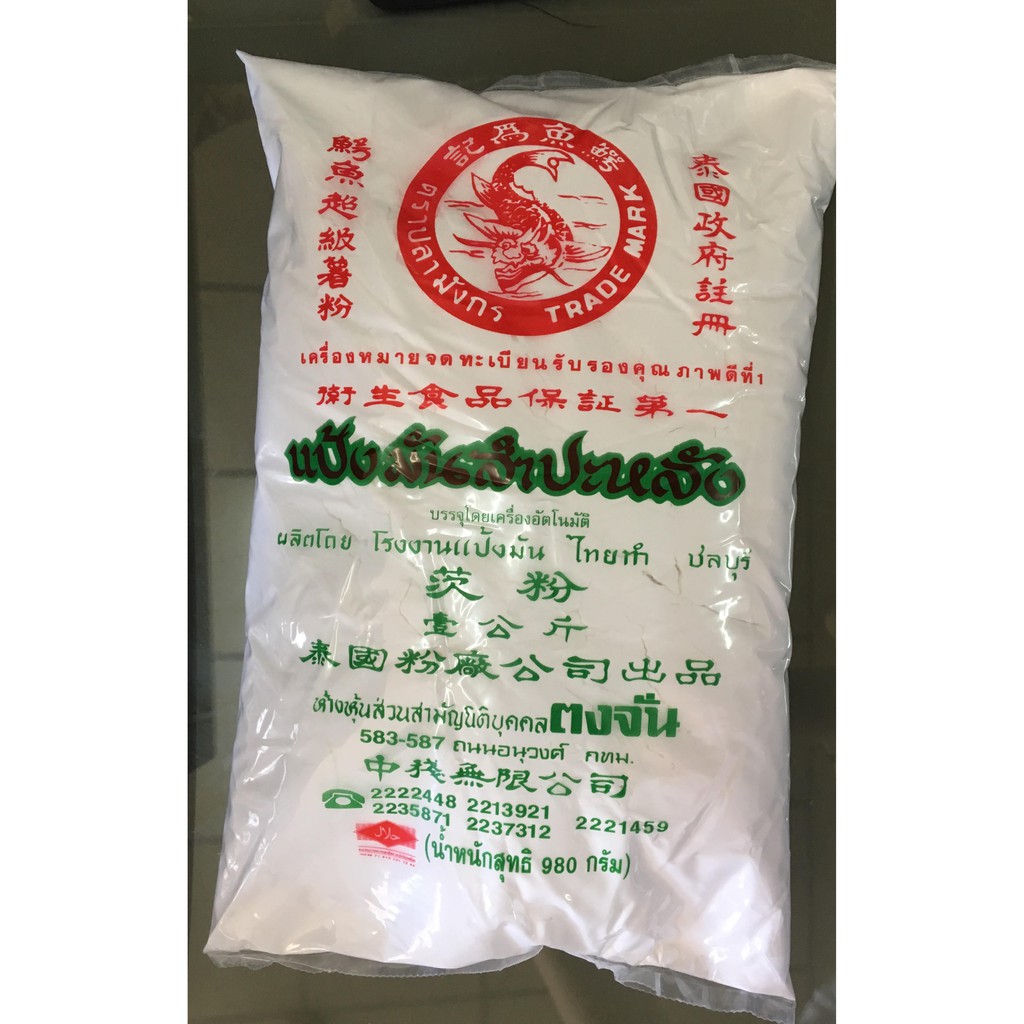 鱷魚為記
ตราปลามังกร TRADE MARK
鱷魚超級薯粉
泰國政府註冊
เครื่องหมายจดทะเบียนรับรองคุณภาพดีที่1
衛生食品保証第一
แป้งมันสำปะหลัง
บรรจุโดยเครื่องอัตโนมัติ
ผลิตโดย โรงงานแป้งมัน ไทยทำ ชลบุรี
茨粉
壹公斤
泰國粉廠公司出品
ห้างหุ้นส่วนสามัญนิติบุคคลตงจั่น
583-587 ถนนอนุวงศ์ กทม.
中棧無限公司
2222448 2213921
2235871 2237312 2221459
حلال
(น้ำหนักสุทธิ 980 กรัม)